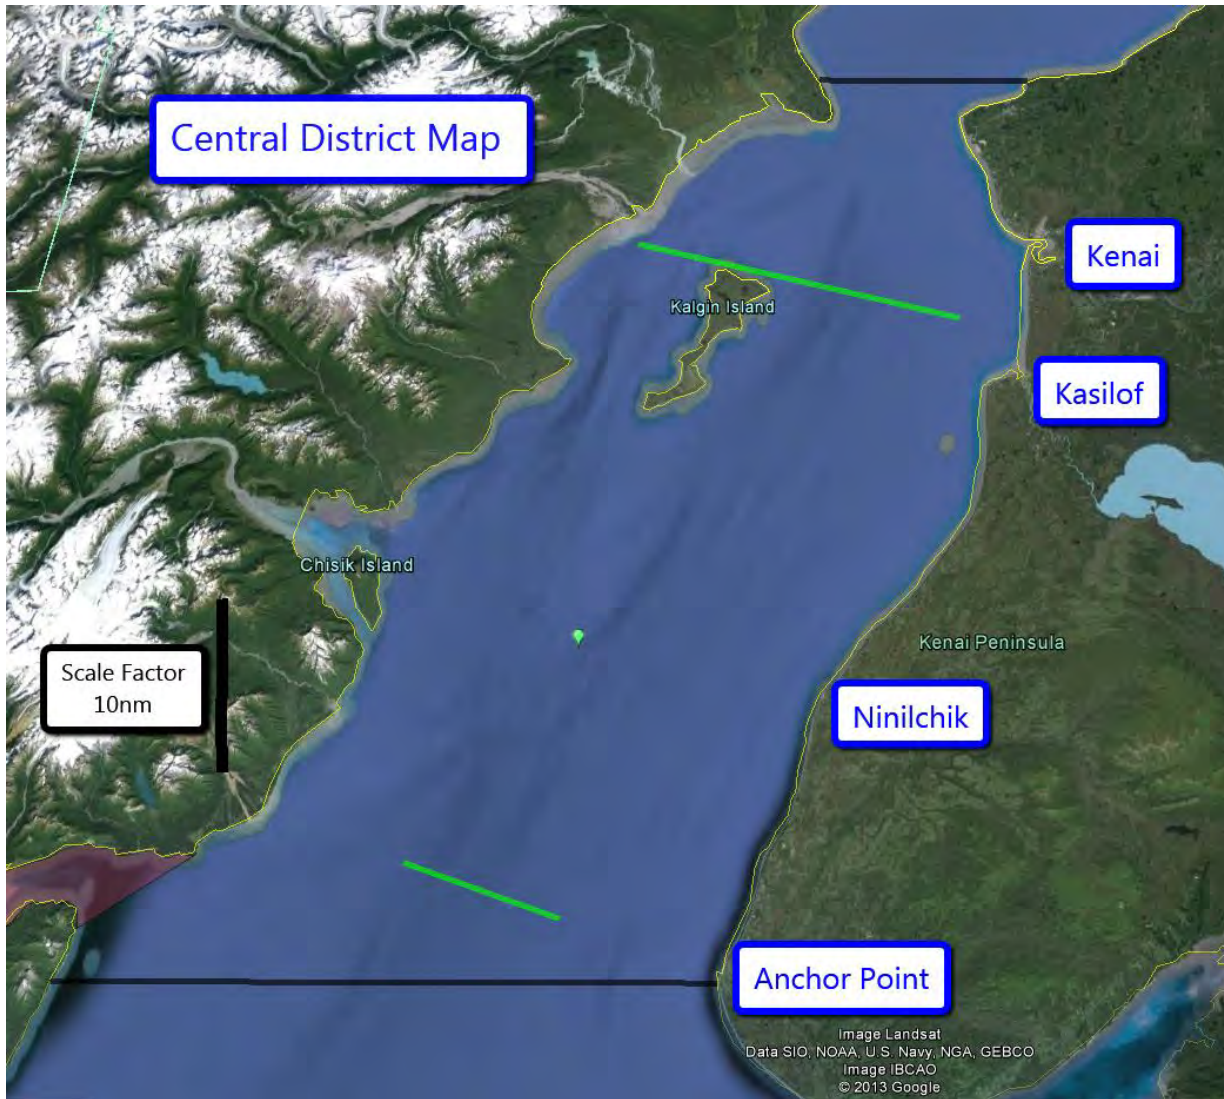 Central District Map
Kenai
Kalgin Island
Kasilof
Chisik Island
Kenai Peninsula
Scale Factor
10nm
Ninilchik
Anchor Point
Image Landsat
Data SIO, NOAA, U.S. Navy, NGA, GEBCO
Image IBCAO
© 2013 Google